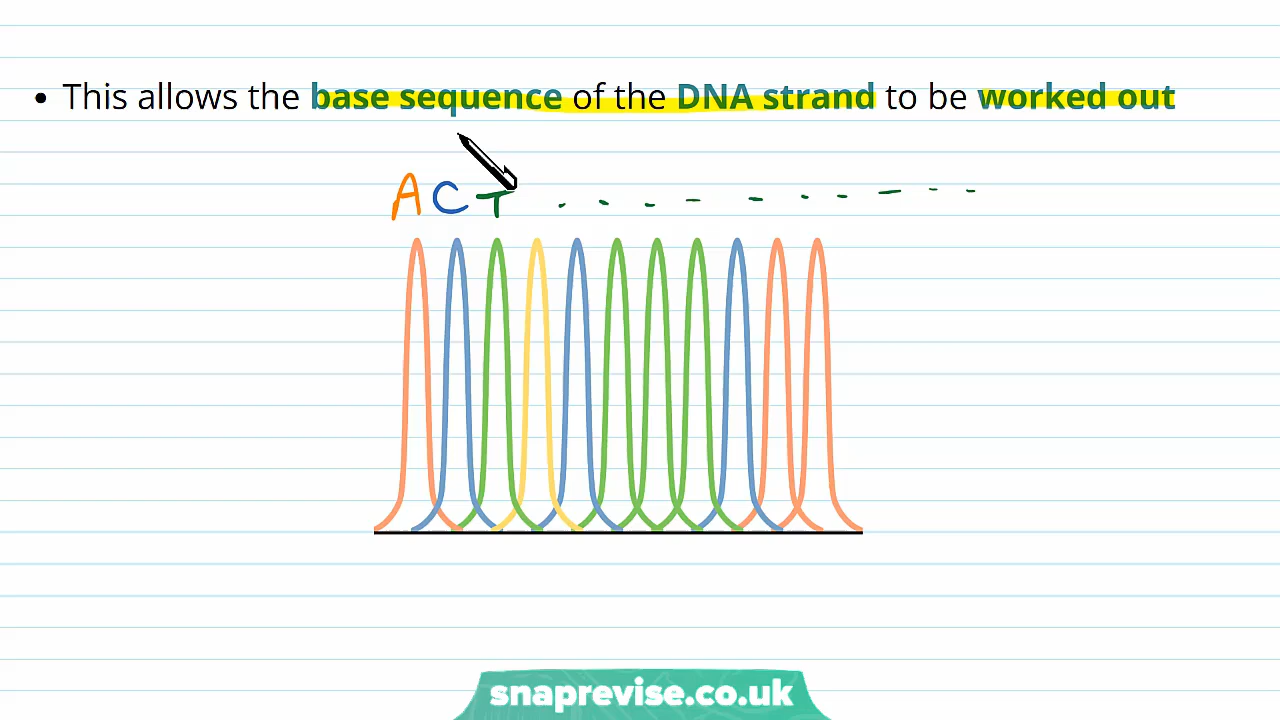 • This allows the base sequence of the DNA strand to be worked out
A C T . . . - - . - - - -
snaprevise.co.uk